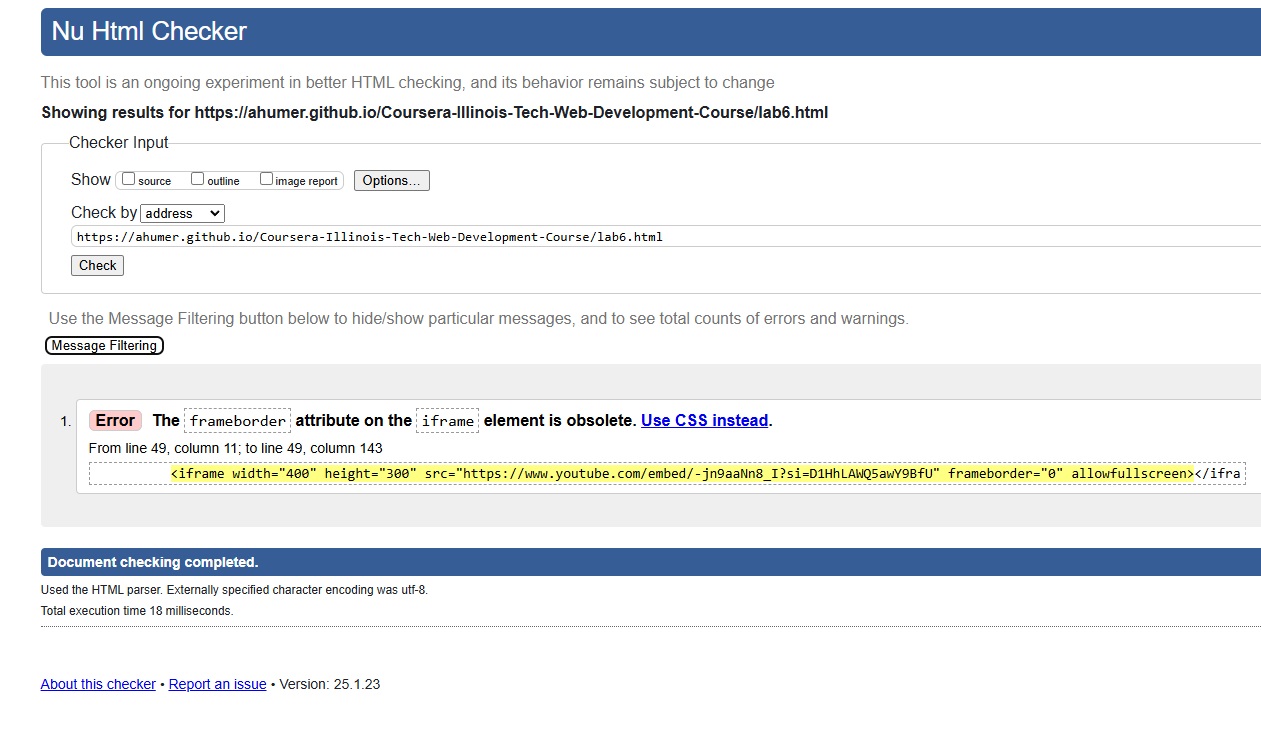 Nu Html Checker
This tool is an ongoing experiment in better HTML checking, and its behavior remains subject to change
Showing results for https://ahumer.github.io/Coursera-Illinois-Tech-Web-Development-Course/lab6.html
Checker Input
Show source outline image report Options...
Check by address
https://ahumer.github.io/Coursera-Illinois-Tech-Web-Development-Course/lab6.html
Check
Use the Message Filtering button below to hide/show particular messages, and to see total counts of errors and warnings.
Message Filtering
1. Error The frameborder attribute on the iframe element is obsolete. Use CSS instead.
From line 49, column 11; to line 49, column 143
<iframe width="400" height="300" src="https://www.youtube.com/embed/-jn9aaNn8_I?si=D1HhLAWQ5awY9BfU" frameborder="0" allowfullscreen></ifra
Document checking completed.
Used the HTML parser. Externally specified character encoding was utf-8.
Total execution time 18 milliseconds.
About this checker • Report an issue • Version: 25.1.23